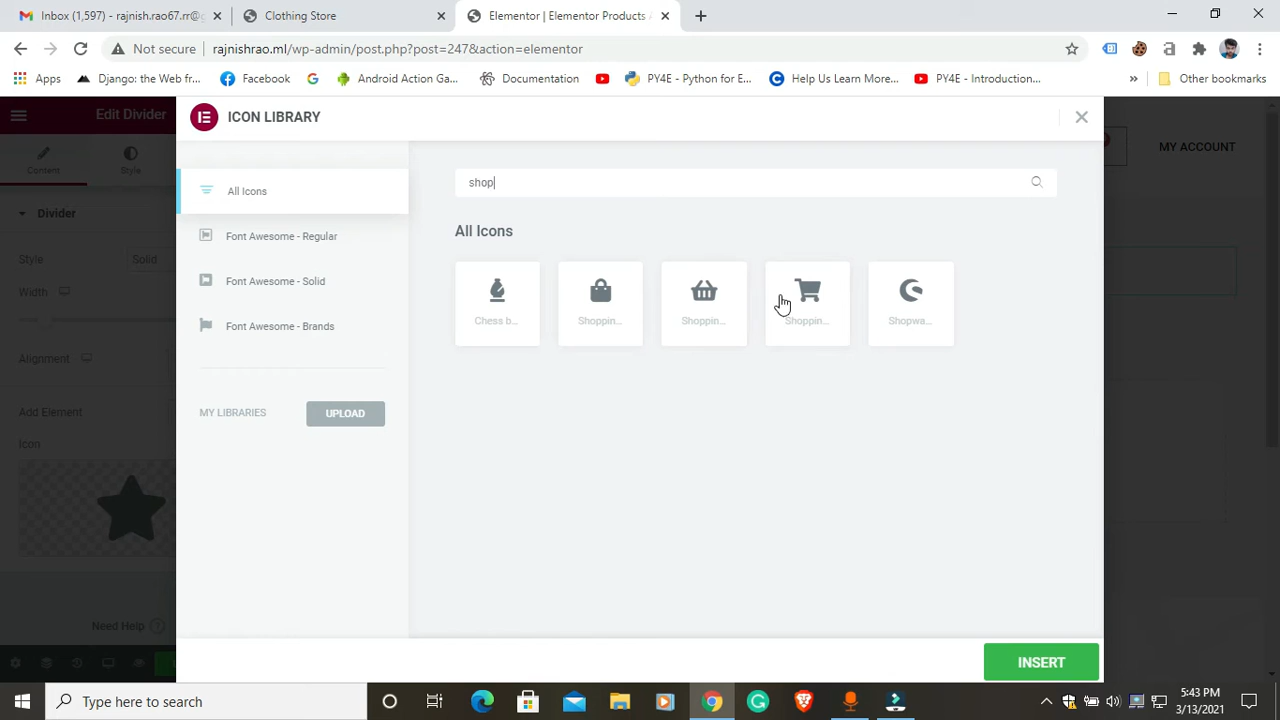 Inbox (1,597) - rajnish.rao67.rr@g
Clothing Store
Elementor | Elementor Products
Not secure
rajnishrao.ml/wp-admin/post.php?post=247&action=elementor
Apps
Django: the Web fr...
Facebook
Android Action Ga...
Documentation
PY4E - Python for E...
Help Us Learn More...
PY4E - Introduction...
»
Other bookmarks
Edit Divider
ICON LIBRARY
MY ACCOUNT
Content
Style
All Icons
shop
Divider
Font Awesome - Regular
All Icons
Style
Solid
Font Awesome - Solid
Width
Chess b...
Shoppin...
Shoppin...
Shoppin...
Shopwa...
Font Awesome - Brands
Alignment
Add Element
MY LIBRARIES
UPLOAD
Icon
Need Help
INSERT
Type here to search
5:43 PM
3/13/2021